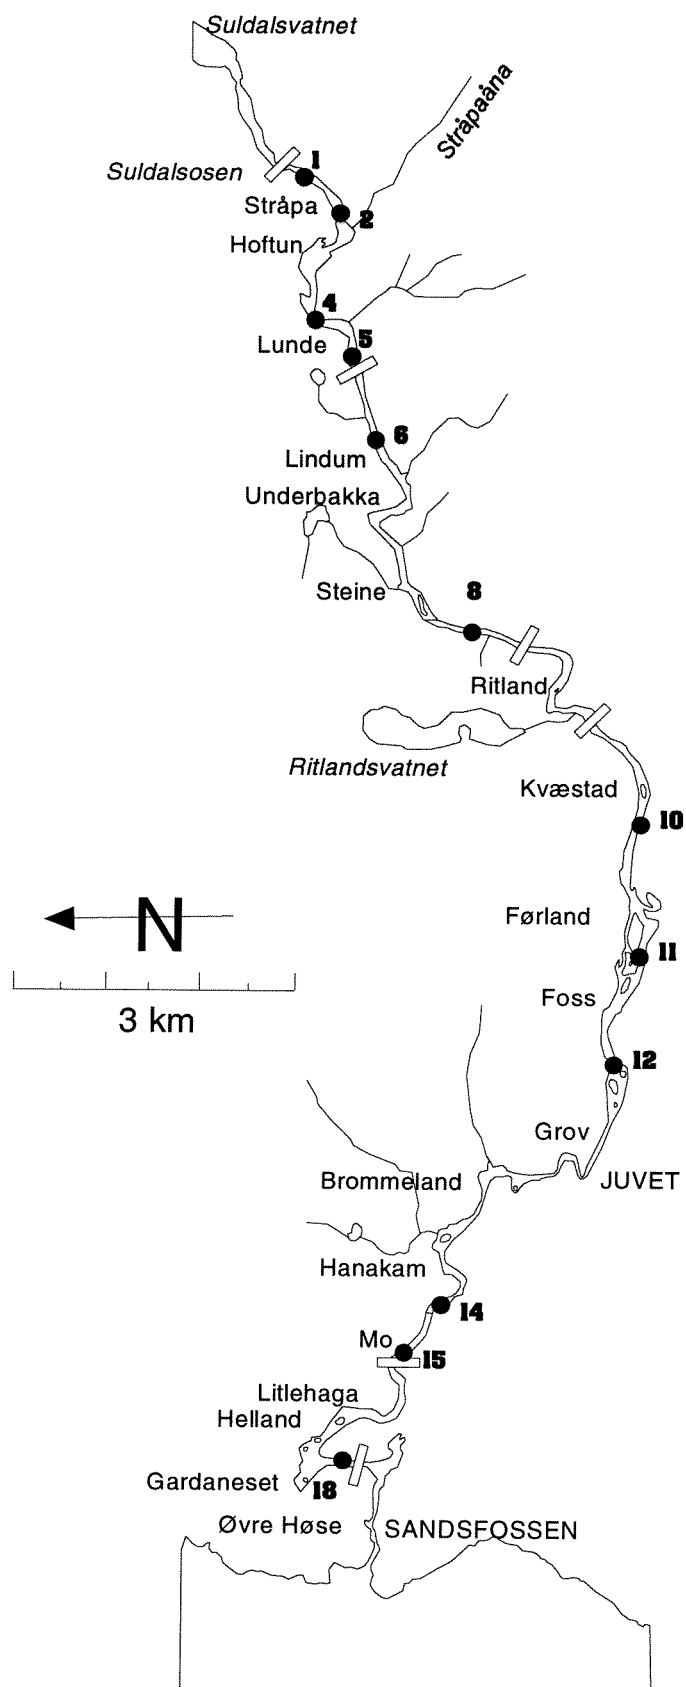 Suldalsvatnet
Stråpaåna
1
Suldalsosen
Stråpa
2
Hoftun
4
Lunde
5
6
Lindum
Underbakka
Steine
8
Ritland
Ritlandsvatnet
Kvæstad
10
N
Førland
11
Foss
3 km
12
Grov
Brommeland
JUVET
Hanakam
14
Mo
15
Litlehaga
Helland
Gardaneset
18
Øvre Høse
SANDSFOSSEN